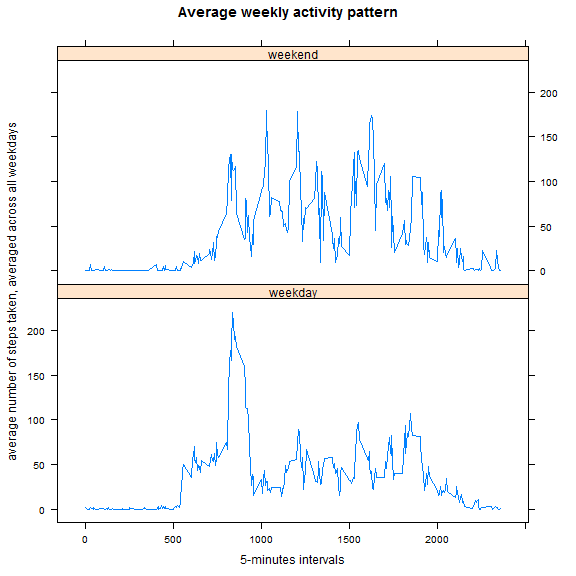 Average weekly activity pattern
weekend
200
150
100
50
0
average number of steps taken, averaged across all weekdays
weekday
200
150
100
50
0
0 500 1000 1500 2000
5-minutes intervals